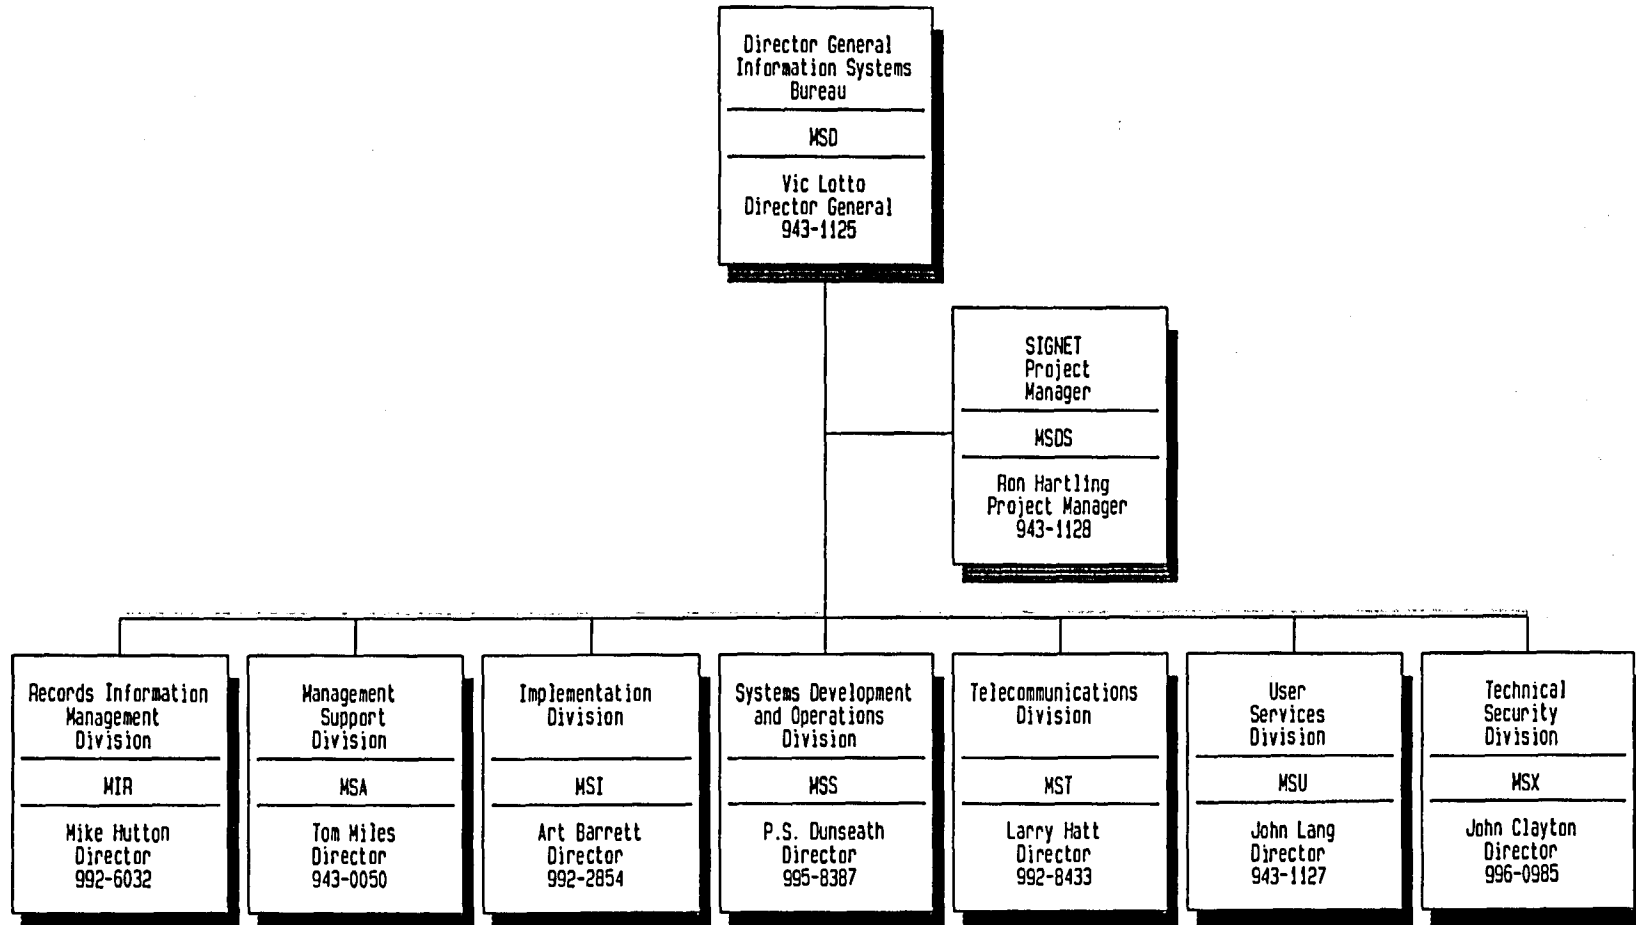 Director General
Information Systems
Bureau
MSD
Vic Lotto
Director General
943-1125
SIGNET
Project
Manager
MSDS
Ron Hartling
Project Manager
943-1128
Records Information
Management
Division
MIR
Mike Hutton
Director
992-6032
Management
Support
Division
MSA
Tom Miles
Director
943-0050
Implementation
Division
MSI
Art Barrett
Director
992-2854
Systems Development
and Operations
Division
MSS
P.S. Dunseath
Director
995-8387
Telecommunications
Division
MST
Larry Hatt
Director
992-8433
User
Services
Division
MSU
John Lang
Director
943-1127
Technical
Security
Division
MSX
John Clayton
Director
996-0985